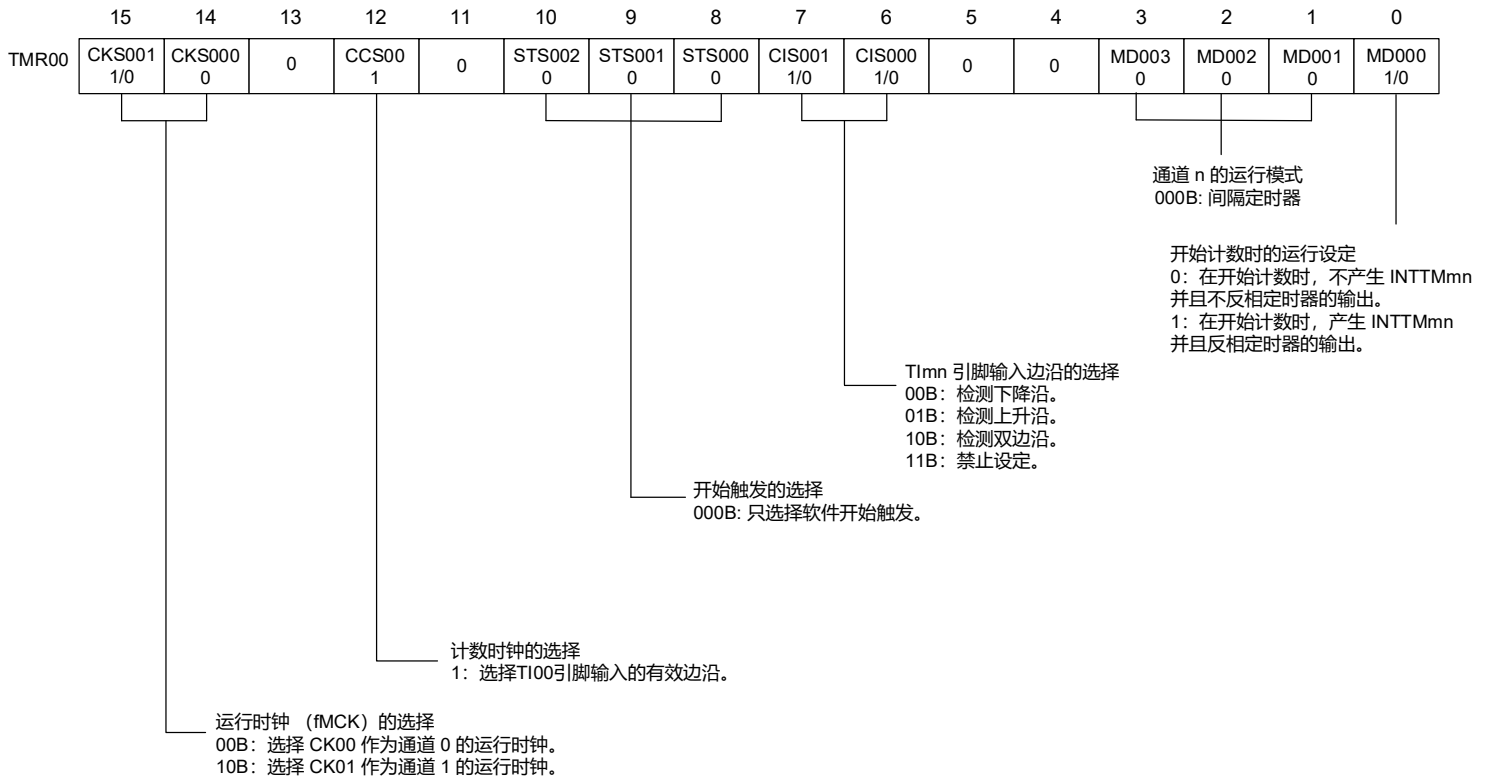 15 14 13 12 11 10 9 8 7 6 5 4 3 2 1 0
TMR00 CKS001 CKS000 0 CCS00 0 STS002 STS001 STS000 CIS001 CIS000 0 0 MD003 MD002 MD001 MD000
1/0 0 1 0 0 0 1/0 1/0 0 0 0 1/0
通道 n 的运行模式
000B: 间隔定时器
开始计数时的运行设定
0：在开始计数时，不产生 INTTMmn
并且不反相定时器的输出。
1：在开始计数时，产生 INTTMmn
并且反相定时器的输出。
TImn 引脚输入边沿的选择
00B：检测下降沿。
01B：检测上升沿。
10B：检测双边沿。
11B：禁止设定。
开始触发的选择
000B: 只选择软件开始触发。
计数时钟的选择
1：选择TI00引脚输入的有效边沿。
运行时钟 （fMCK）的选择
00B：选择 CK00 作为通道 0 的运行时钟。
10B：选择 CK01 作为通道 1 的运行时钟。